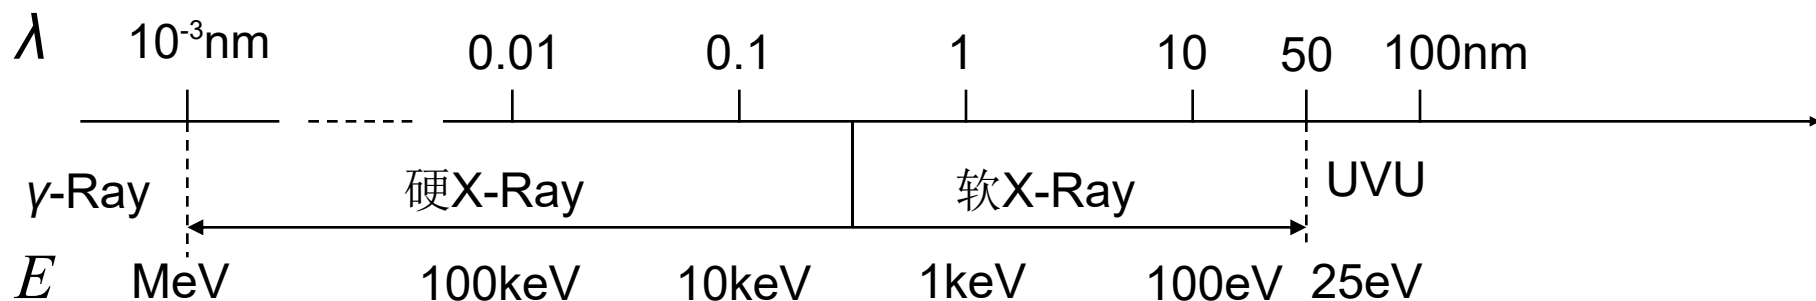 λ 10⁻³nm 0.01 0.1 1 10 50 100nm
γ-Ray 硬X-Ray 软X-Ray UVU
E MeV 100keV 10keV 1keV 100eV 25eV